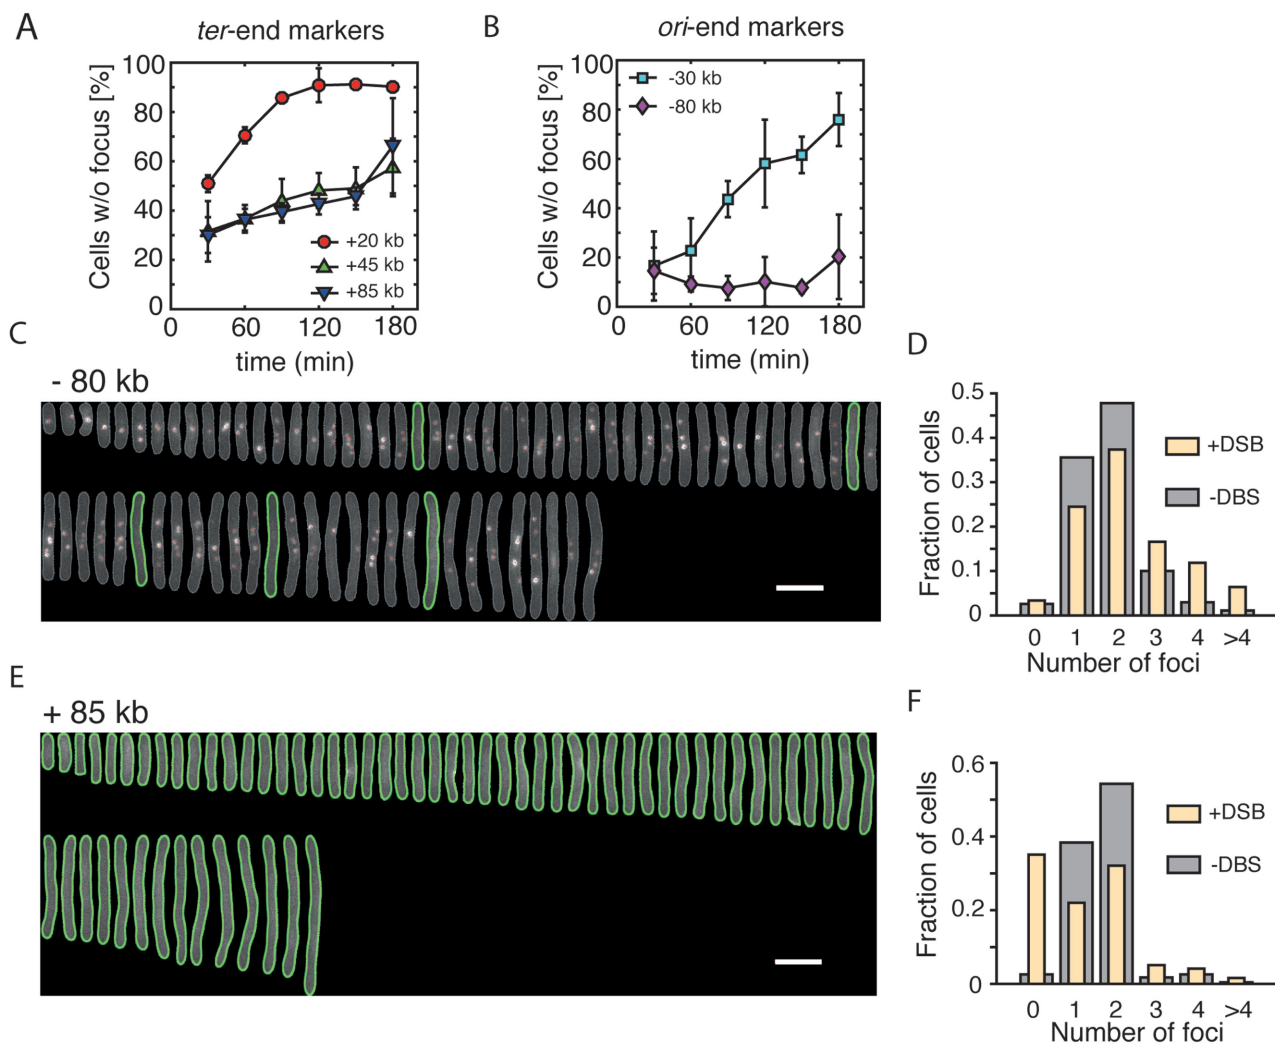 A
ter-end markers
Cells w/o focus [%]
100
80
60
40
20
0
+20 kb
+45 kb
+85 kb
0 60 120 180
time (min)
B
ori-end markers
Cells w/o focus [%]
100
80
60
40
20
0
-30 kb
-80 kb
0 60 120 180
time (min)
C
- 80 kb
D
Fraction of cells
0.5
0.4
0.3
0.2
0.1
0
+DSB
-DBS
0 1 2 3 4 >4
Number of foci
E
+ 85 kb
F
Fraction of cells
0.6
0.4
0.2
0
+DSB
-DBS
0 1 2 3 4 >4
Number of foci